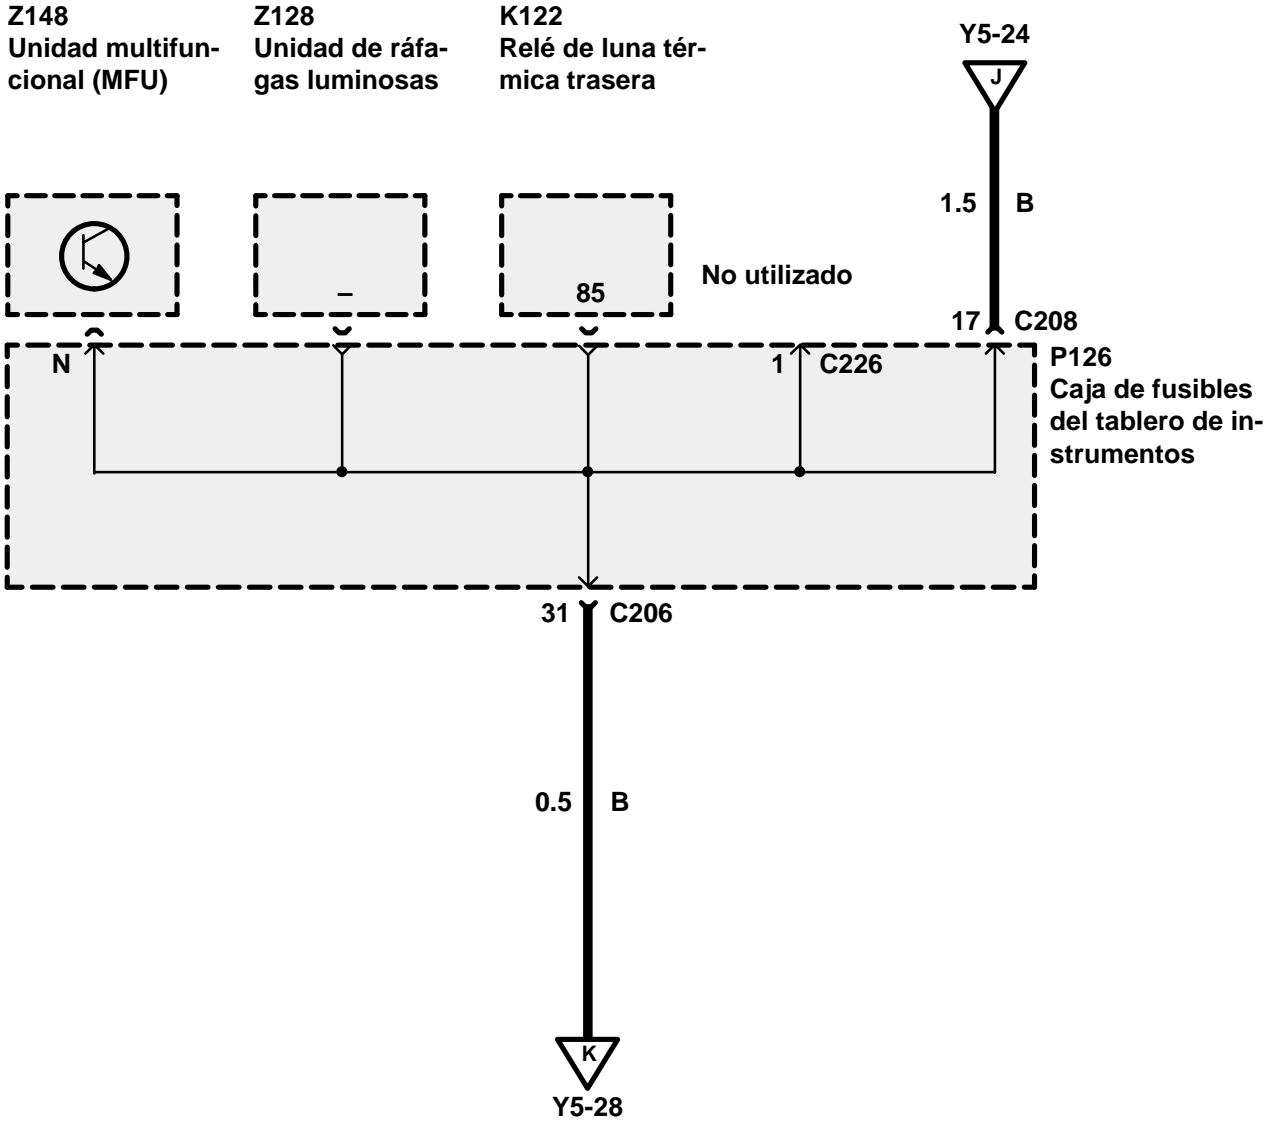 Z148
Unidad multifun-
cional (MFU)
Z128
Unidad de ráfa-
gas luminosas
K122
Relé de luna tér-
mica trasera
Y5-24
J
1.5 B
–
85
No utilizado
17 C208
N
1 C226
P126
Caja de fusibles
del tablero de in-
strumentos
31 C206
0.5 B
K
Y5-28